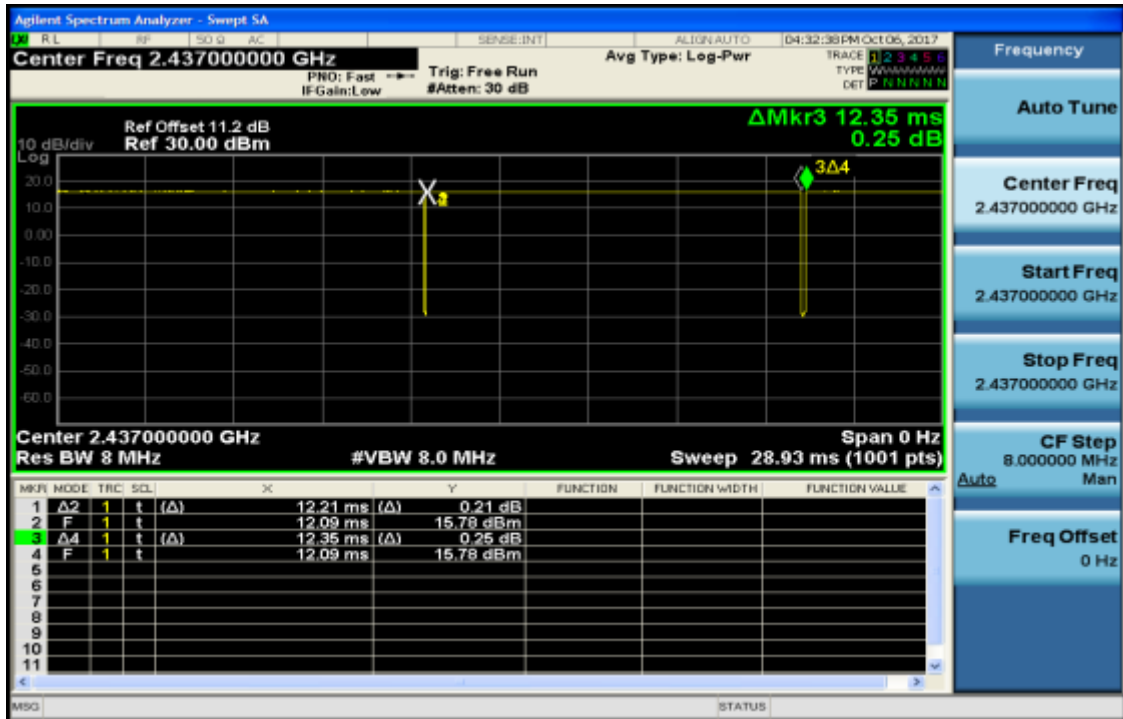 Agilent Spectrum Analyzer - Swept SA
RL RF 50 Ω AC SENSE:INT ALIGN AUTO 04:32:38 PM Oct 06, 2017
Center Freq 2.437000000 GHz
PNO: Fast
IFGain:Low
Trig: Free Run
#Atten: 30 dB
Avg Type: Log-Pwr
TRACE 1 2 3 4 5 6
TYPE
DET P N N N N N
ΔMkr3 12.35 ms
0.25 dB
Ref Offset 11.2 dB
10 dB/div Ref 30.00 dBm
Log
20.0
10.0
0.00
-10.0
-20.0
-30.0
-40.0
-50.0
-60.0
3Δ4
Center 2.437000000 GHz Span 0 Hz
Res BW 8 MHz #VBW 8.0 MHz Sweep 28.93 ms (1001 pts)
MKR MODE TRC SCL X Y FUNCTION FUNCTION WIDTH FUNCTION VALUE
1 Δ2 1 t (Δ) 12.21 ms (Δ) 0.21 dB
2 F 1 t 12.09 ms 15.78 dBm
3 Δ4 1 t (Δ) 12.35 ms (Δ) 0.25 dB
4 F 1 t 12.09 ms 15.78 dBm
5
6
7
8
9
10
11
MSG STATUS
Frequency
Auto Tune
Center Freq
2.437000000 GHz
Start Freq
2.437000000 GHz
Stop Freq
2.437000000 GHz
CF Step
8.000000 MHz
Auto Man
Freq Offset
0 Hz